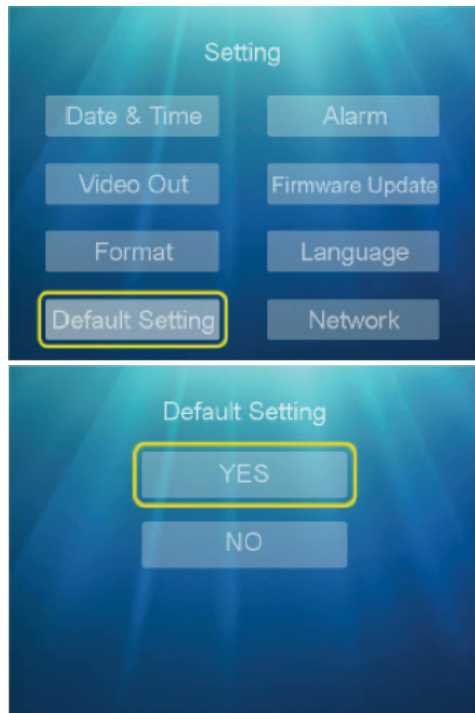 Setting
Date & Time
Alarm
Video Out
Firmware Update
Format
Language
Default Setting
Network
Default Setting
YES
NO